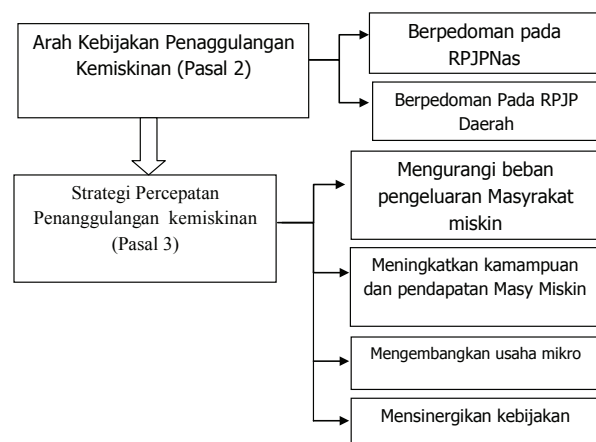 Arah Kebijakan Penaggulangan
Kemiskinan (Pasal 2)
Berpedoman pada
RPJPNas
Berpedoman Pada RPJP
Daerah
Strategi Percepatan
Penanggulangan kemiskinan
(Pasal 3)
Mengurangi beban
pengeluaran Masyrakat
miskin
Meningkatkan kamampuan
dan pendapatan Masy Miskin
Mengembangkan usaha mikro
Mensinergikan kebijakan